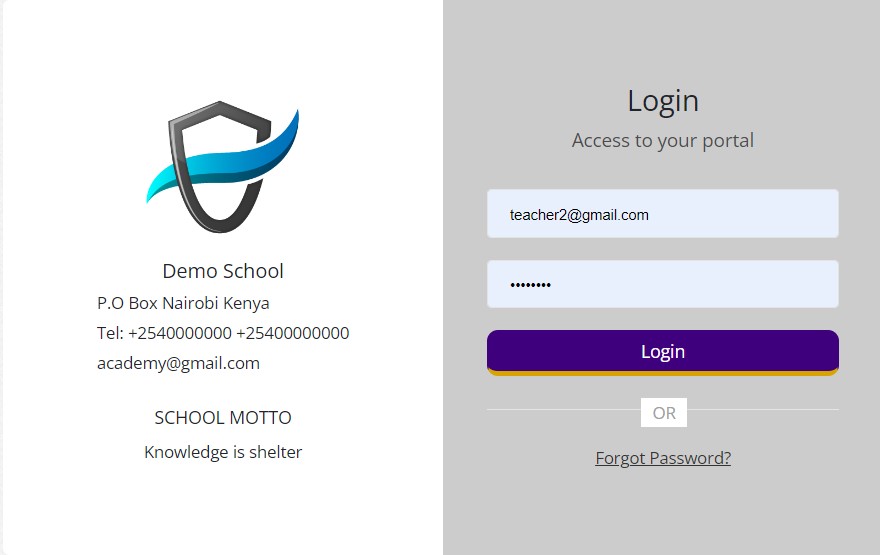 Demo School
P.O Box Nairobi Kenya
Tel: +2540000000 +25400000000
academy@gmail.com
SCHOOL MOTTO
Knowledge is shelter
Login
Access to your portal
teacher2@gmail.com
••••••••
Login
OR
Forgot Password?